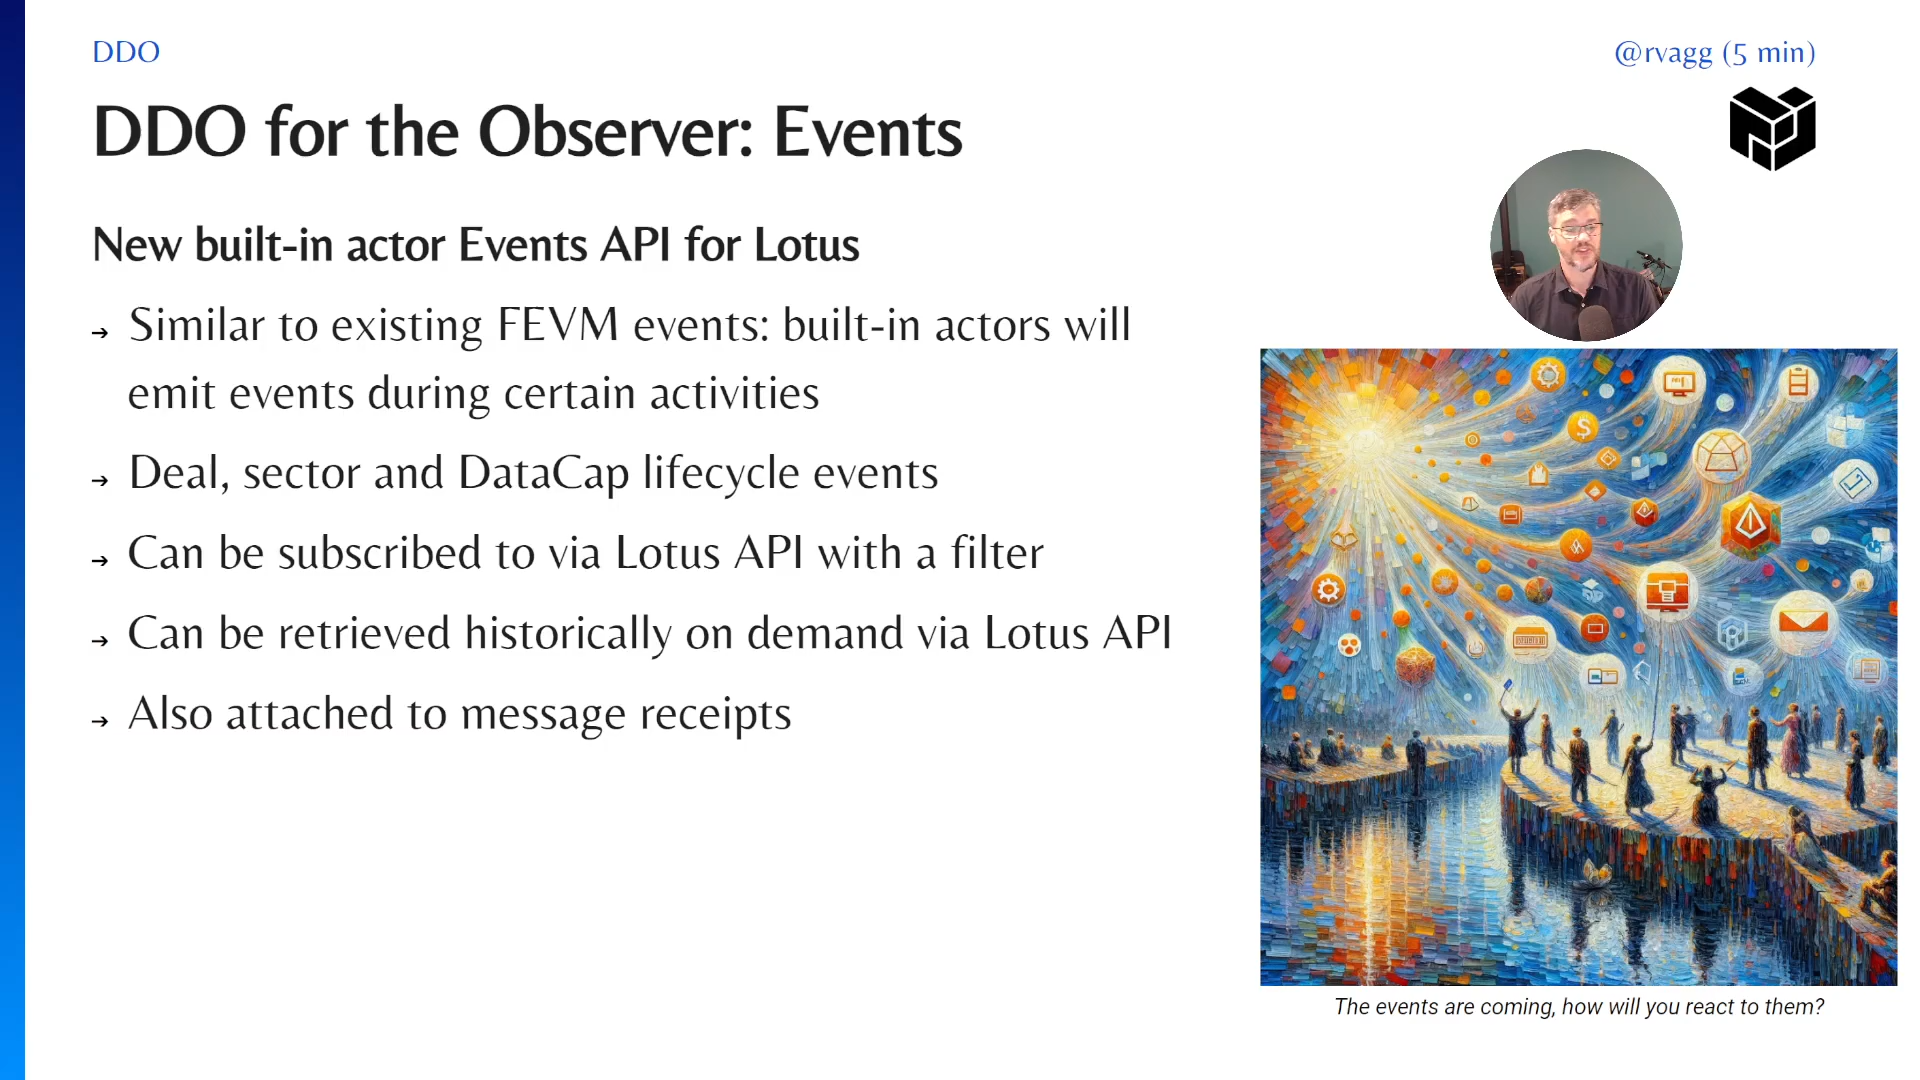 DDO
@rvagg (5 min)
DDO for the Observer: Events
New built-in actor Events API for Lotus
➔ Similar to existing FEVM events: built-in actors will
emit events during certain activities
➔ Deal, sector and DataCap lifecycle events
➔ Can be subscribed to via Lotus API with a filter
➔ Can be retrieved historically on demand via Lotus API
➔ Also attached to message receipts
The events are coming, how will you react to them?